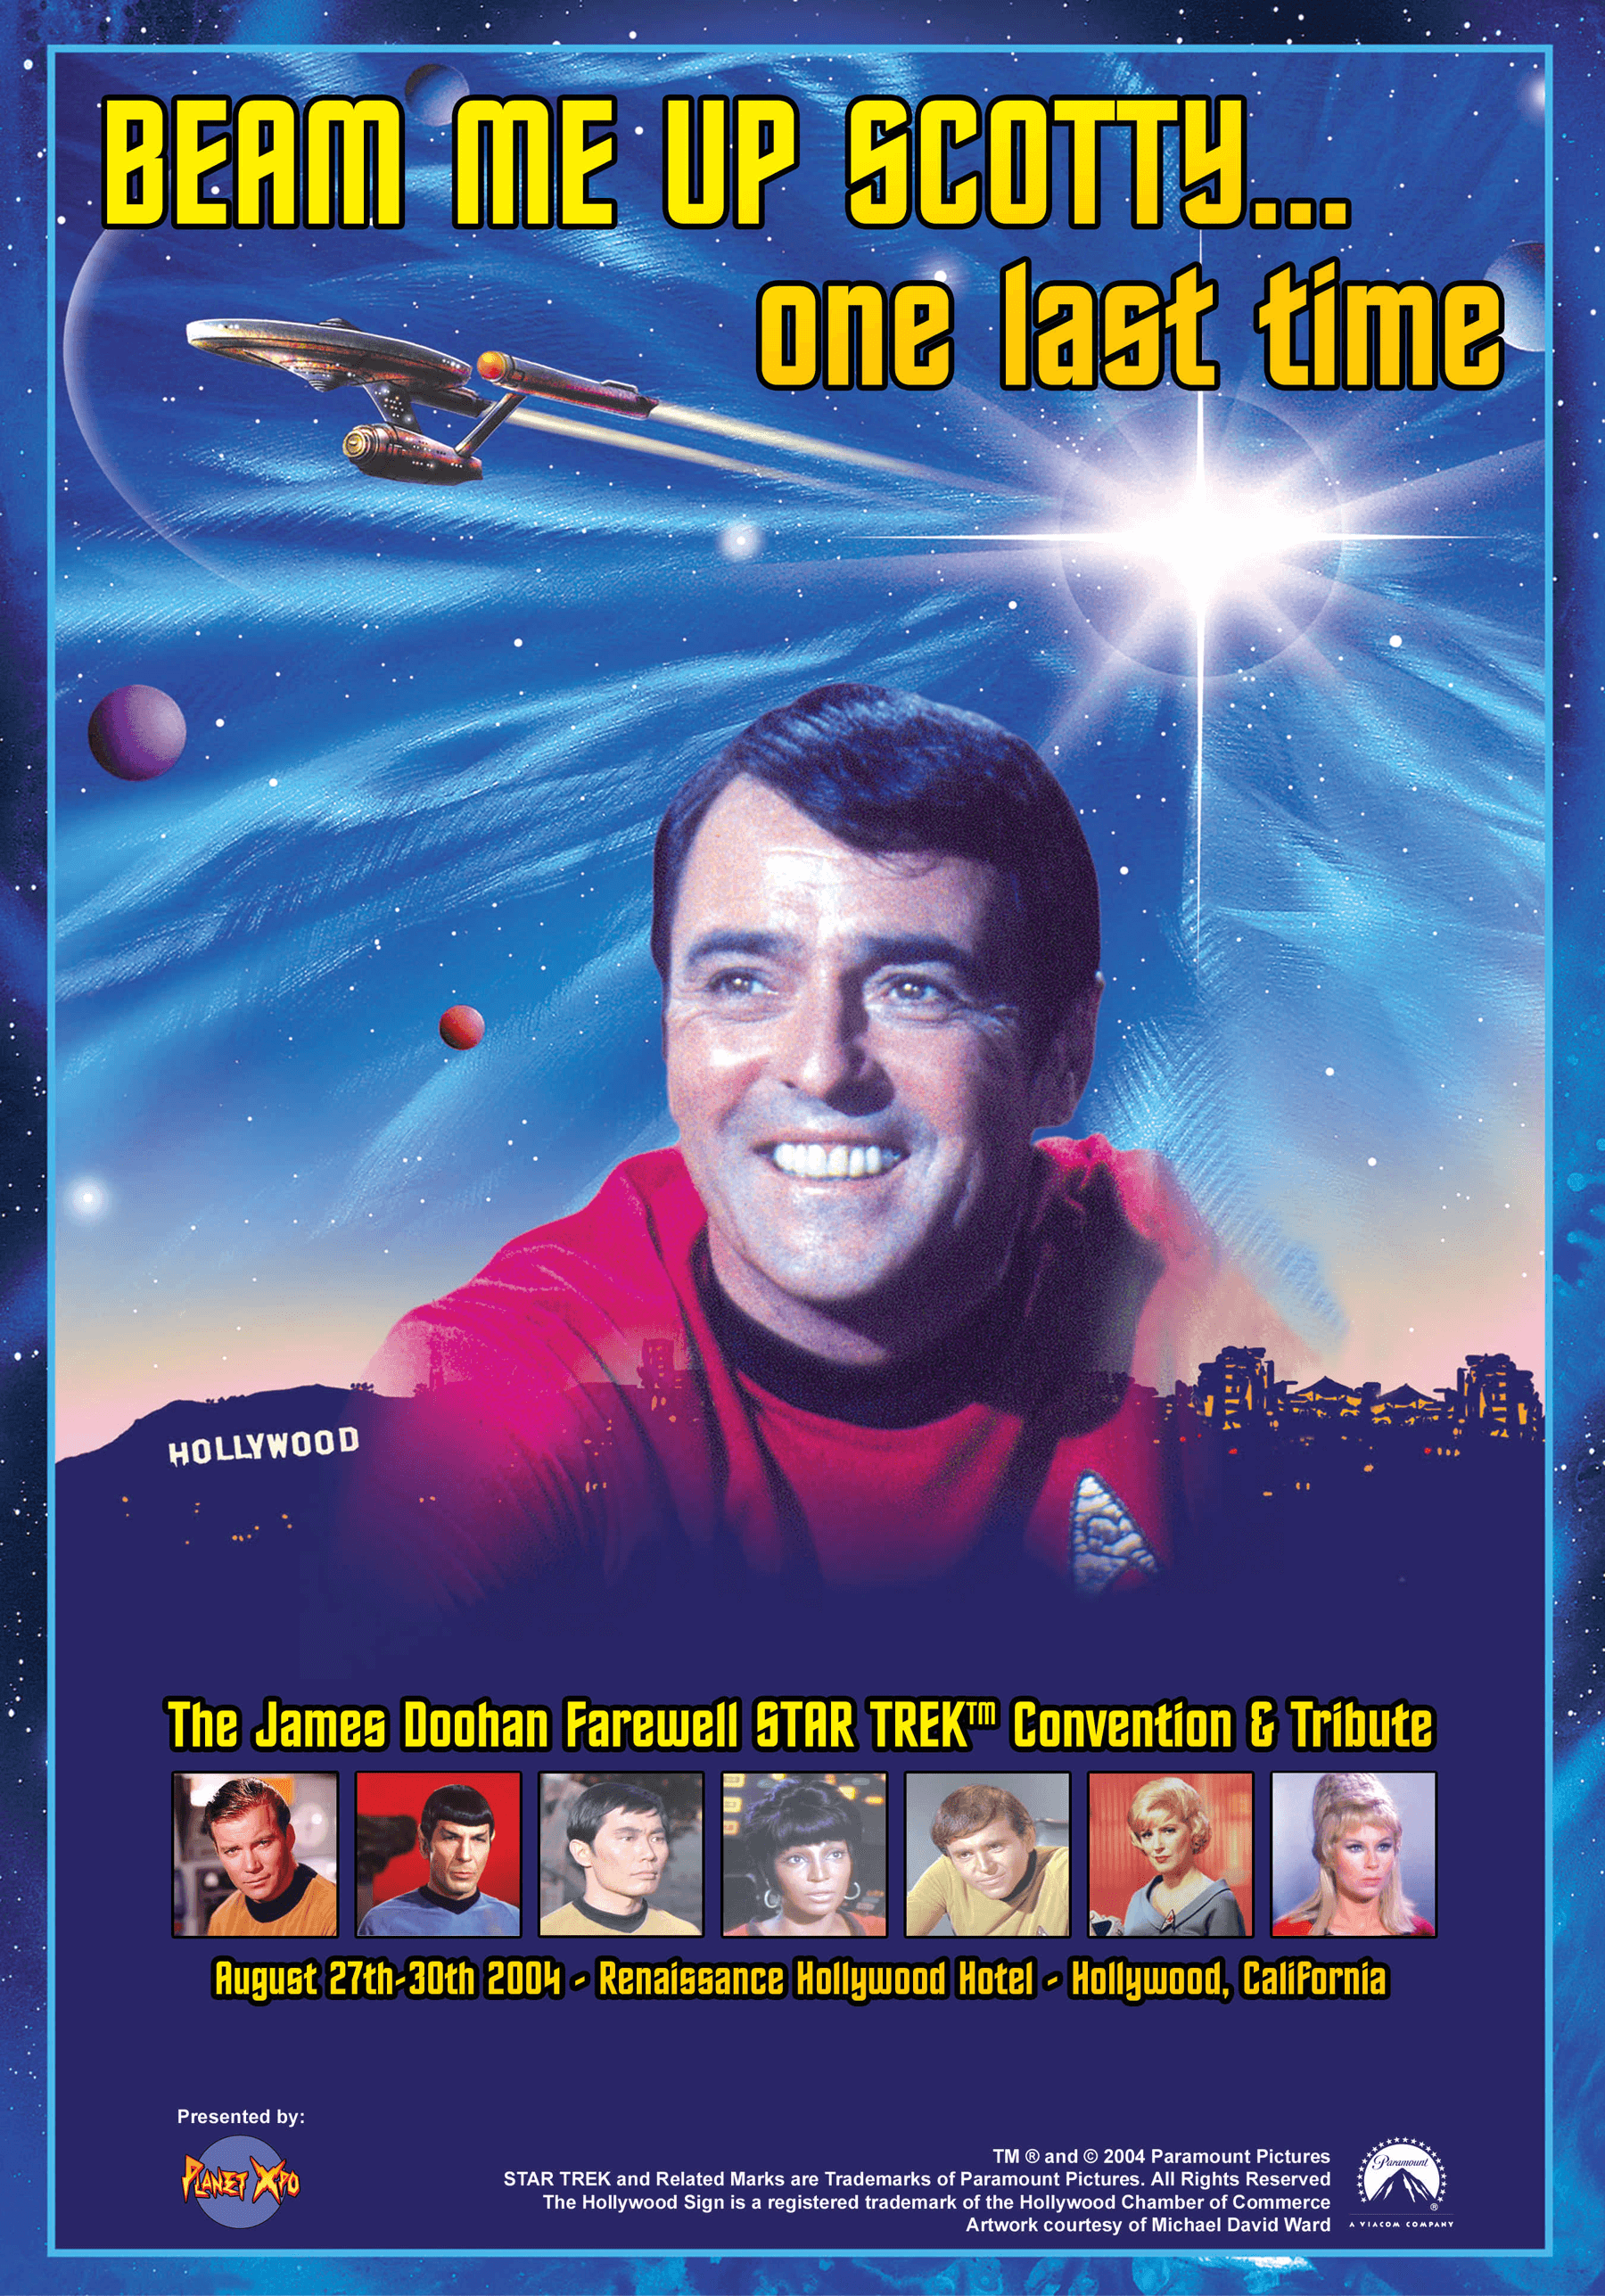 BEAM ME UP SCOTTY...
one last time
HOLLYWOOD
The James Doohan Farewell STAR TREK™ Convention & Tribute
August 27th-30th 2004 - Renaissance Hollywood Hotel - Hollywood, California
Presented by:
PLANET XPO
TM ® and © 2004 Paramount Pictures
STAR TREK and Related Marks are Trademarks of Paramount Pictures. All Rights Reserved
The Hollywood Sign is a registered trademark of the Hollywood Chamber of Commerce
Artwork courtesy of Michael David Ward
Paramount
®
A VIACOM COMPANY